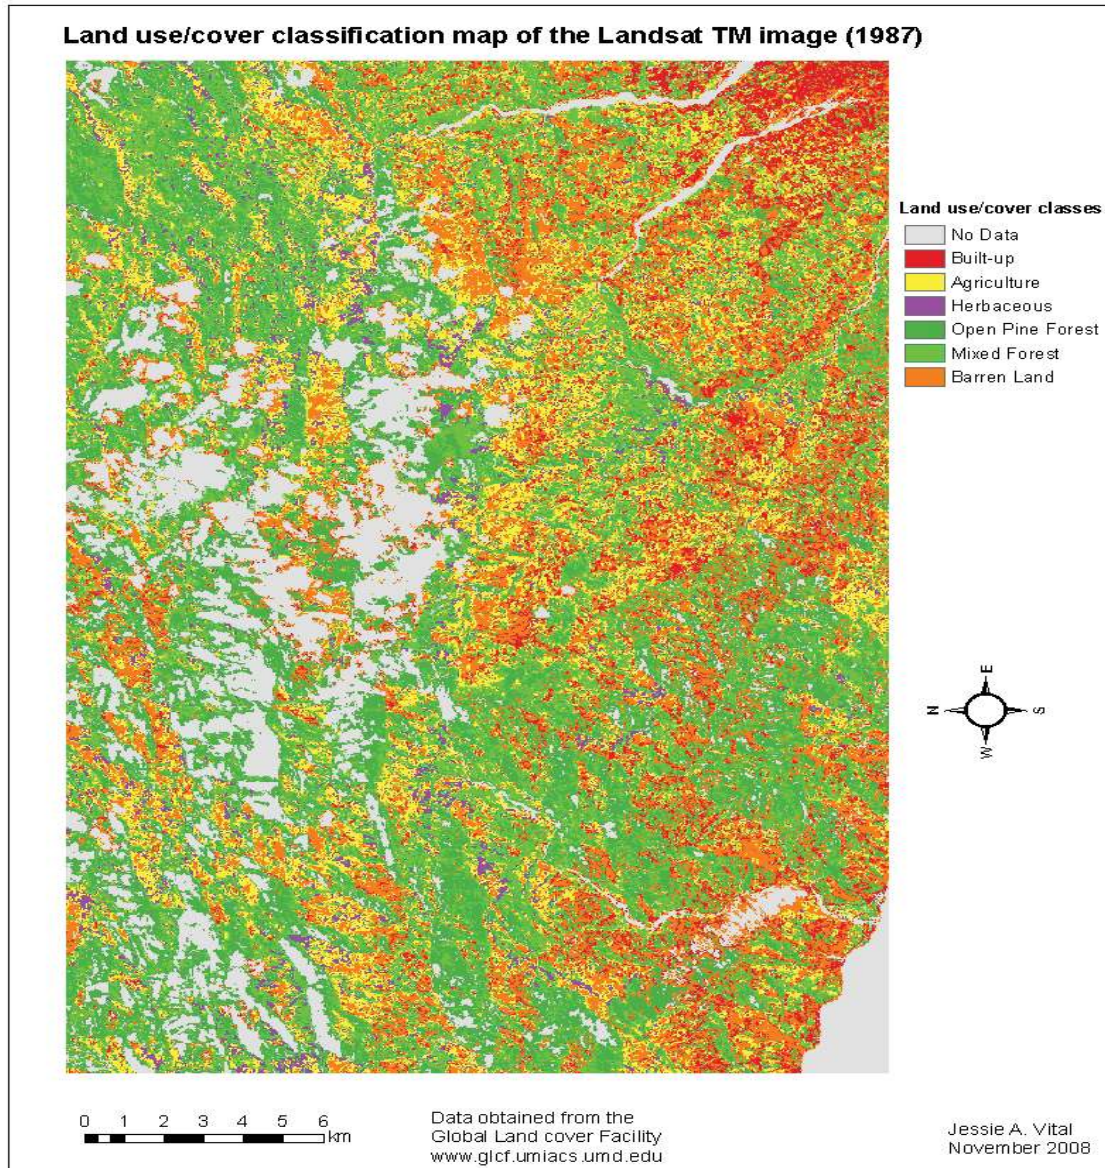 Land use/cover classification map of the Landsat TM image (1987)
Land use/cover classes
No Data
Built-up
Agriculture
Herbaceous
Open Pine Forest
Mixed Forest
Barren Land
E
N
S
W
0 1 2 3 4 5 6
km
Data obtained from the
Global Land cover Facility
www.glcf.umiacs.umd.edu
Jessie A. Vital
November 2008